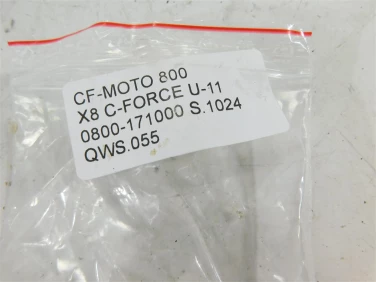 CF-MOTO 800
X8 C-FORCE U-11
0800-171000 S.1024
QWS.055